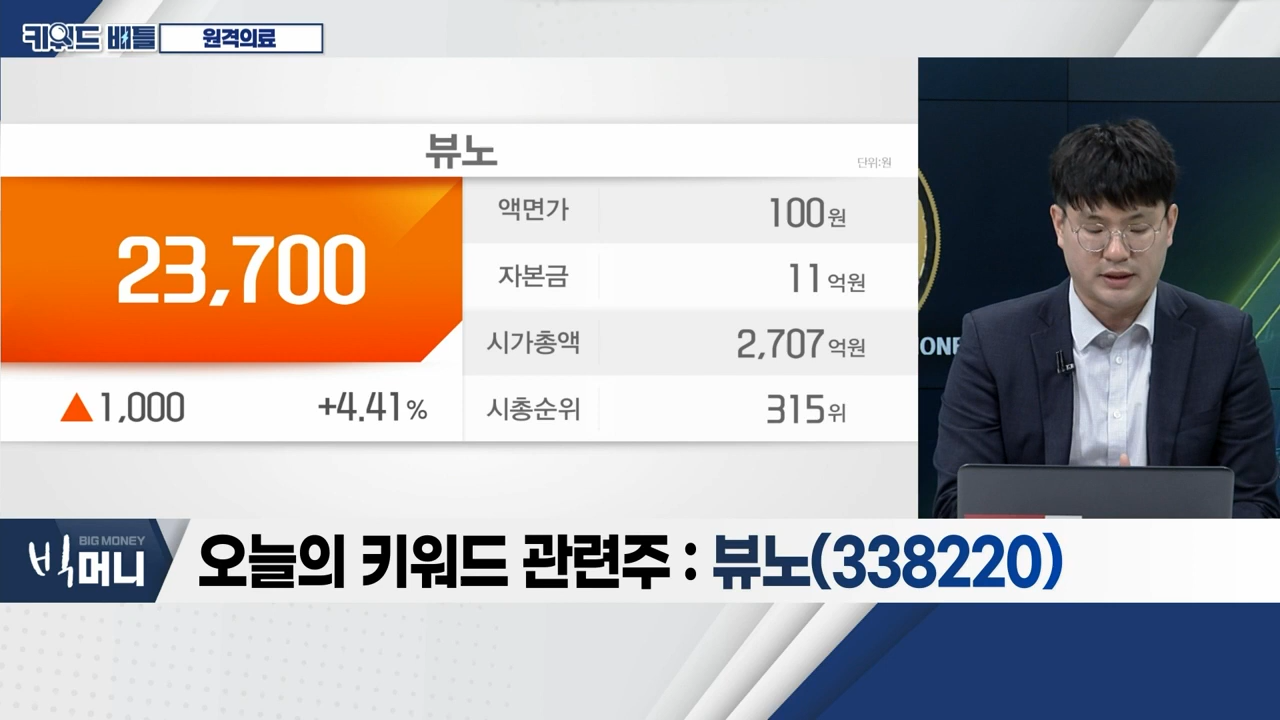 키워드 배틀
원격의료
뷰노
단위:원
23,700
▲1,000 +4.41%
액면가 100원
자본금 11억원
시가총액 2,707억원
시총순위 315위
ONE
빅머니
BIG MONEY
오늘의 키워드 관련주 : 뷰노(338220)